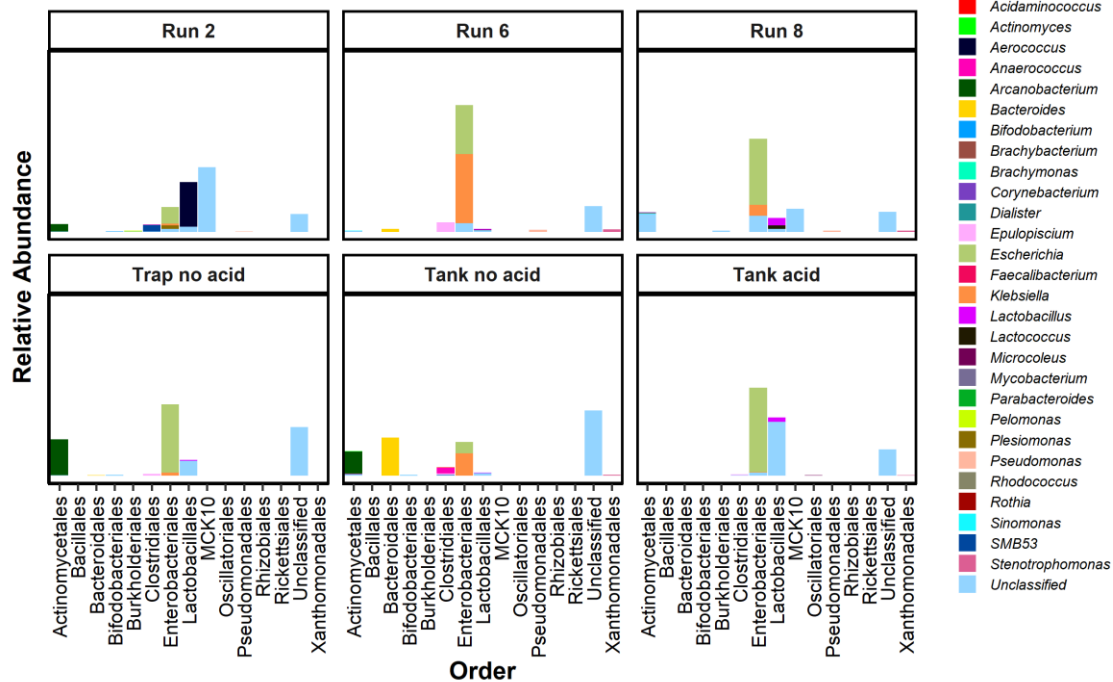 Run 2
Run 6
Run 8
Trap no acid
Tank no acid
Tank acid
Relative Abundance
Actinomycetales
Bacillales
Bacteroidales
Bifidobacteriales
Burkholderiales
Clostridiales
Enterobacteriales
Lactobacillales
MCK10
Oscillatoriales
Pseudomonadales
Rhizobiales
Rickettsiales
Unclassified
Xanthomonadales
Actinomycetales
Bacillales
Bacteroidales
Bifidobacteriales
Burkholderiales
Clostridiales
Enterobacteriales
Lactobacillales
MCK10
Oscillatoriales
Pseudomonadales
Rhizobiales
Rickettsiales
Unclassified
Xanthomonadales
Actinomycetales
Bacillales
Bacteroidales
Bifidobacteriales
Burkholderiales
Clostridiales
Enterobacteriales
Lactobacillales
MCK10
Oscillatoriales
Pseudomonadales
Rhizobiales
Rickettsiales
Unclassified
Xanthomonadales
Order
Acidaminococcus
Actinomyces
Aerococcus
Anaerococcus
Arcanobacterium
Bacteroides
Bifodobacterium
Brachybacterium
Brachymonas
Corynebacterium
Dialister
Epulopiscium
Escherichia
Faecalibacterium
Klebsiella
Lactobacillus
Lactococcus
Microcoleus
Mycobacterium
Parabacteroides
Pelomonas
Plesiomonas
Pseudomonas
Rhodococcus
Rothia
Sinomonas
SMB53
Stenotrophomonas
Unclassified